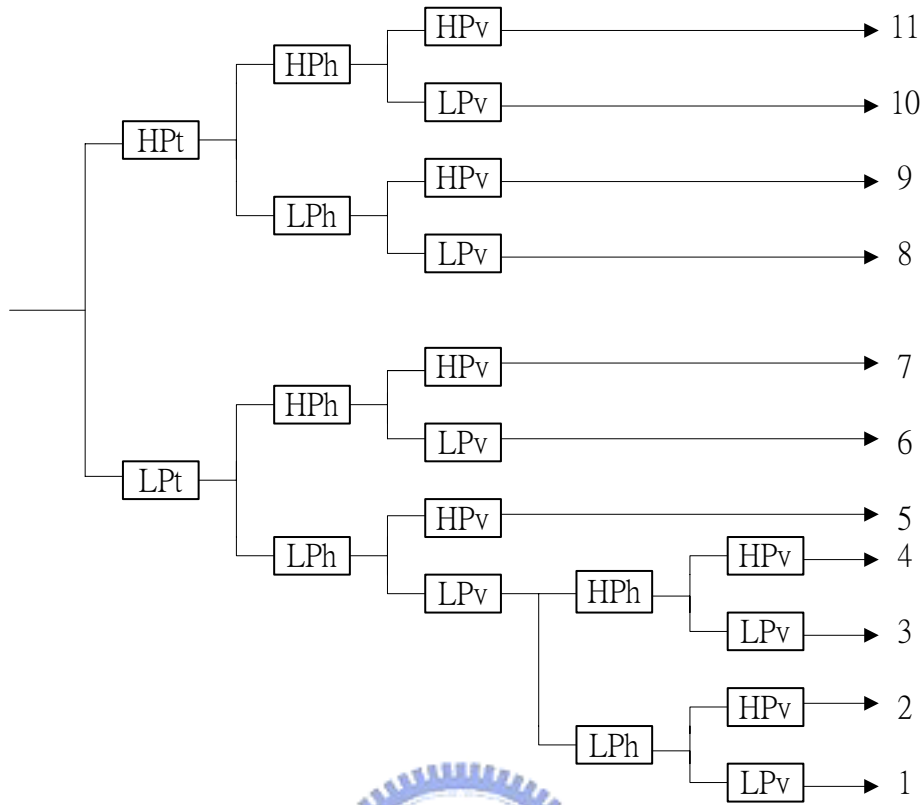 HPv 11
HPh
LPv 10
HPt
HPv 9
LPh
LPv 8
HPv 7
HPh
LPv 6
LPt
HPv 5
LPh
HPv 4
LPv HPh
LPv 3
HPv 2
LPh
LPv 1